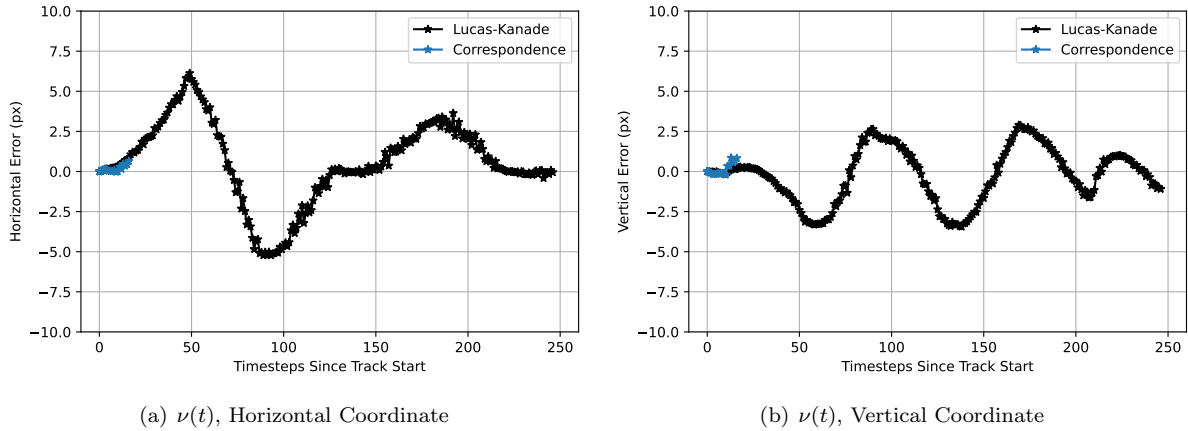 10.0
7.5
5.0
2.5
0.0
−2.5
−5.0
−7.5
−10.0
Horizontal Error (px)
0 50 100 150 200 250
Timesteps Since Track Start
Lucas-Kanade
Correspondence
(a) ν(t), Horizontal Coordinate
10.0
7.5
5.0
2.5
0.0
−2.5
−5.0
−7.5
−10.0
Vertical Error (px)
0 50 100 150 200 250
Timesteps Since Track Start
Lucas-Kanade
Correspondence
(b) ν(t), Vertical Coordinate